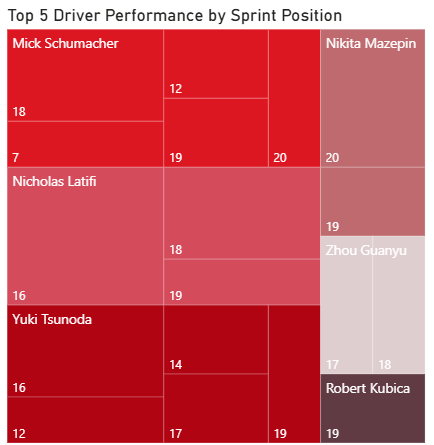 Top 5 Driver Performance by Sprint Position
Mick Schumacher
18
7
12
19
20
Nicholas Latifi
16
18
19
Yuki Tsunoda
16
12
14
17
19
Nikita Mazepin
20
19
Zhou Guanyu
17
18
Robert Kubica
19